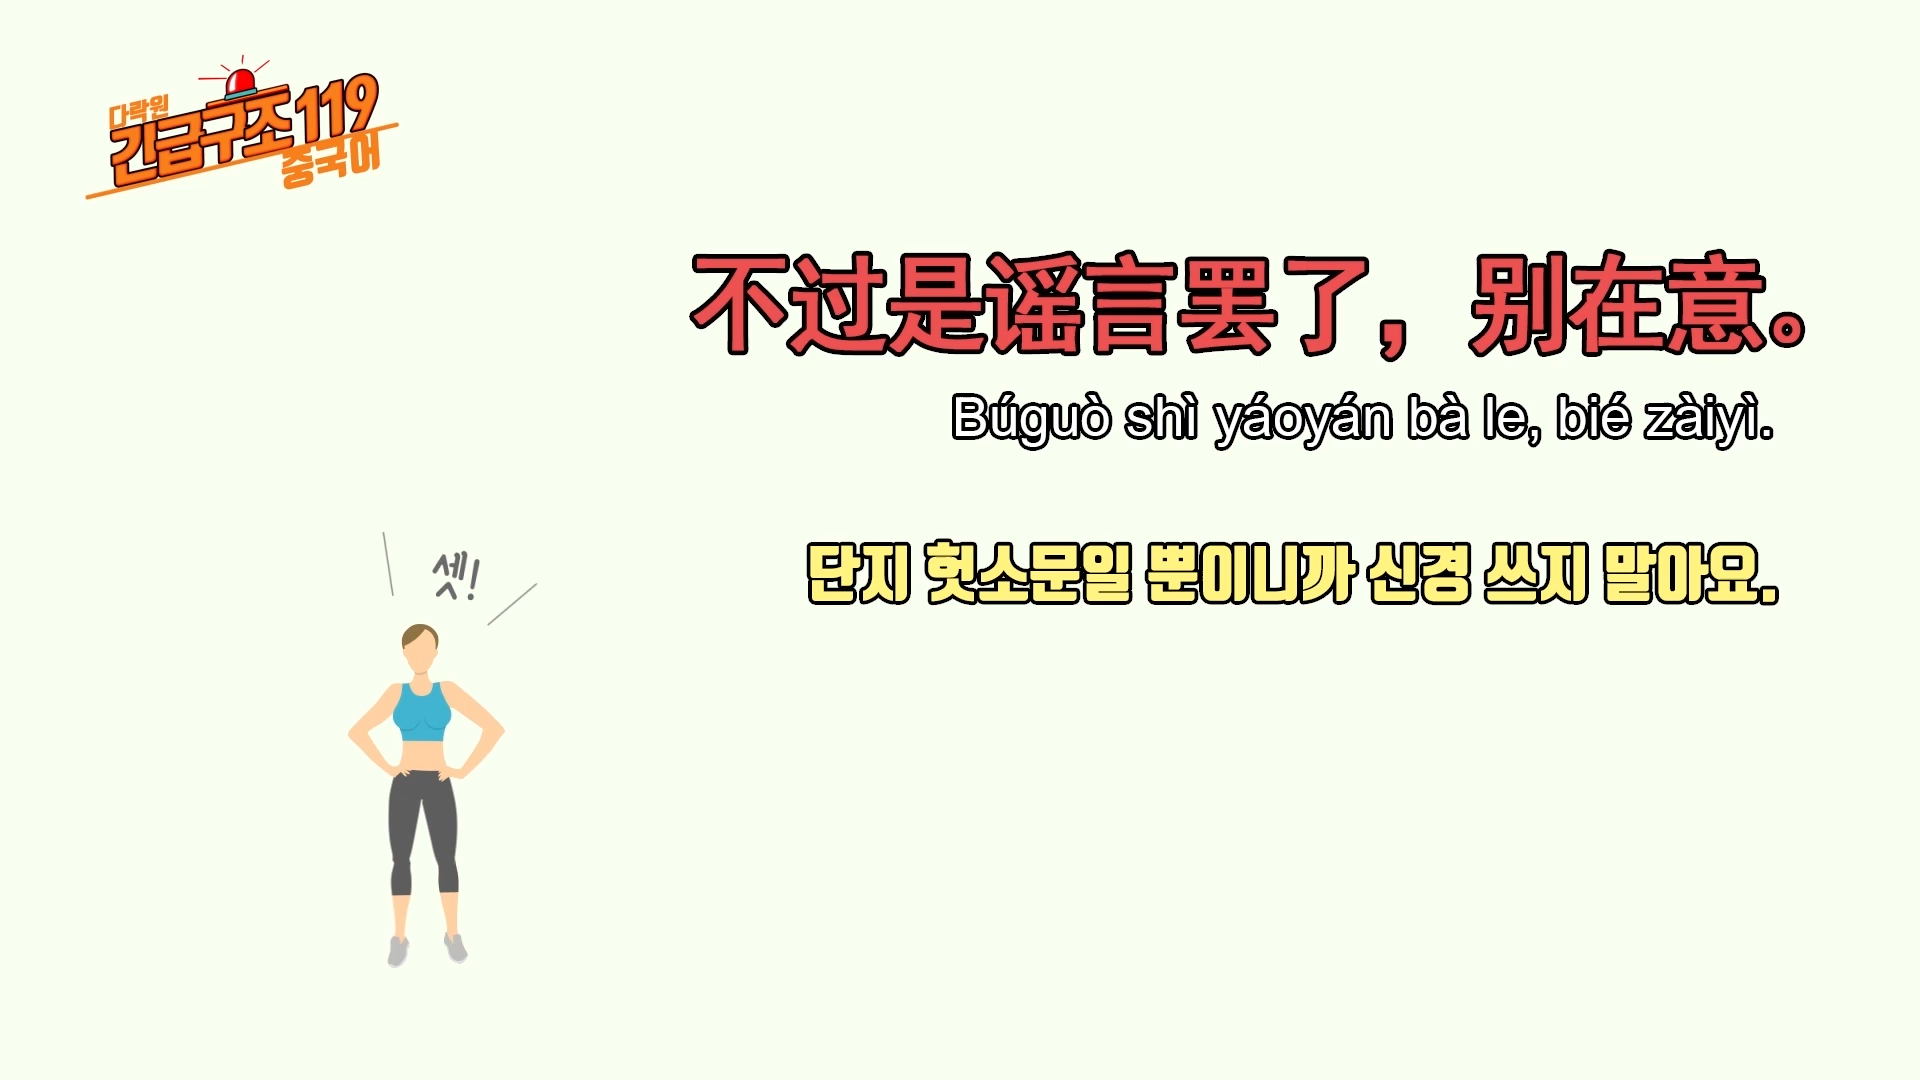 다락원
긴급구조119
중국어
不过是谣言罢了，别在意。
Búguò shì yáoyán bà le, bié zàiyì.
단지 헛소문일 뿐이니까 신경 쓰지 말아요.
셋!